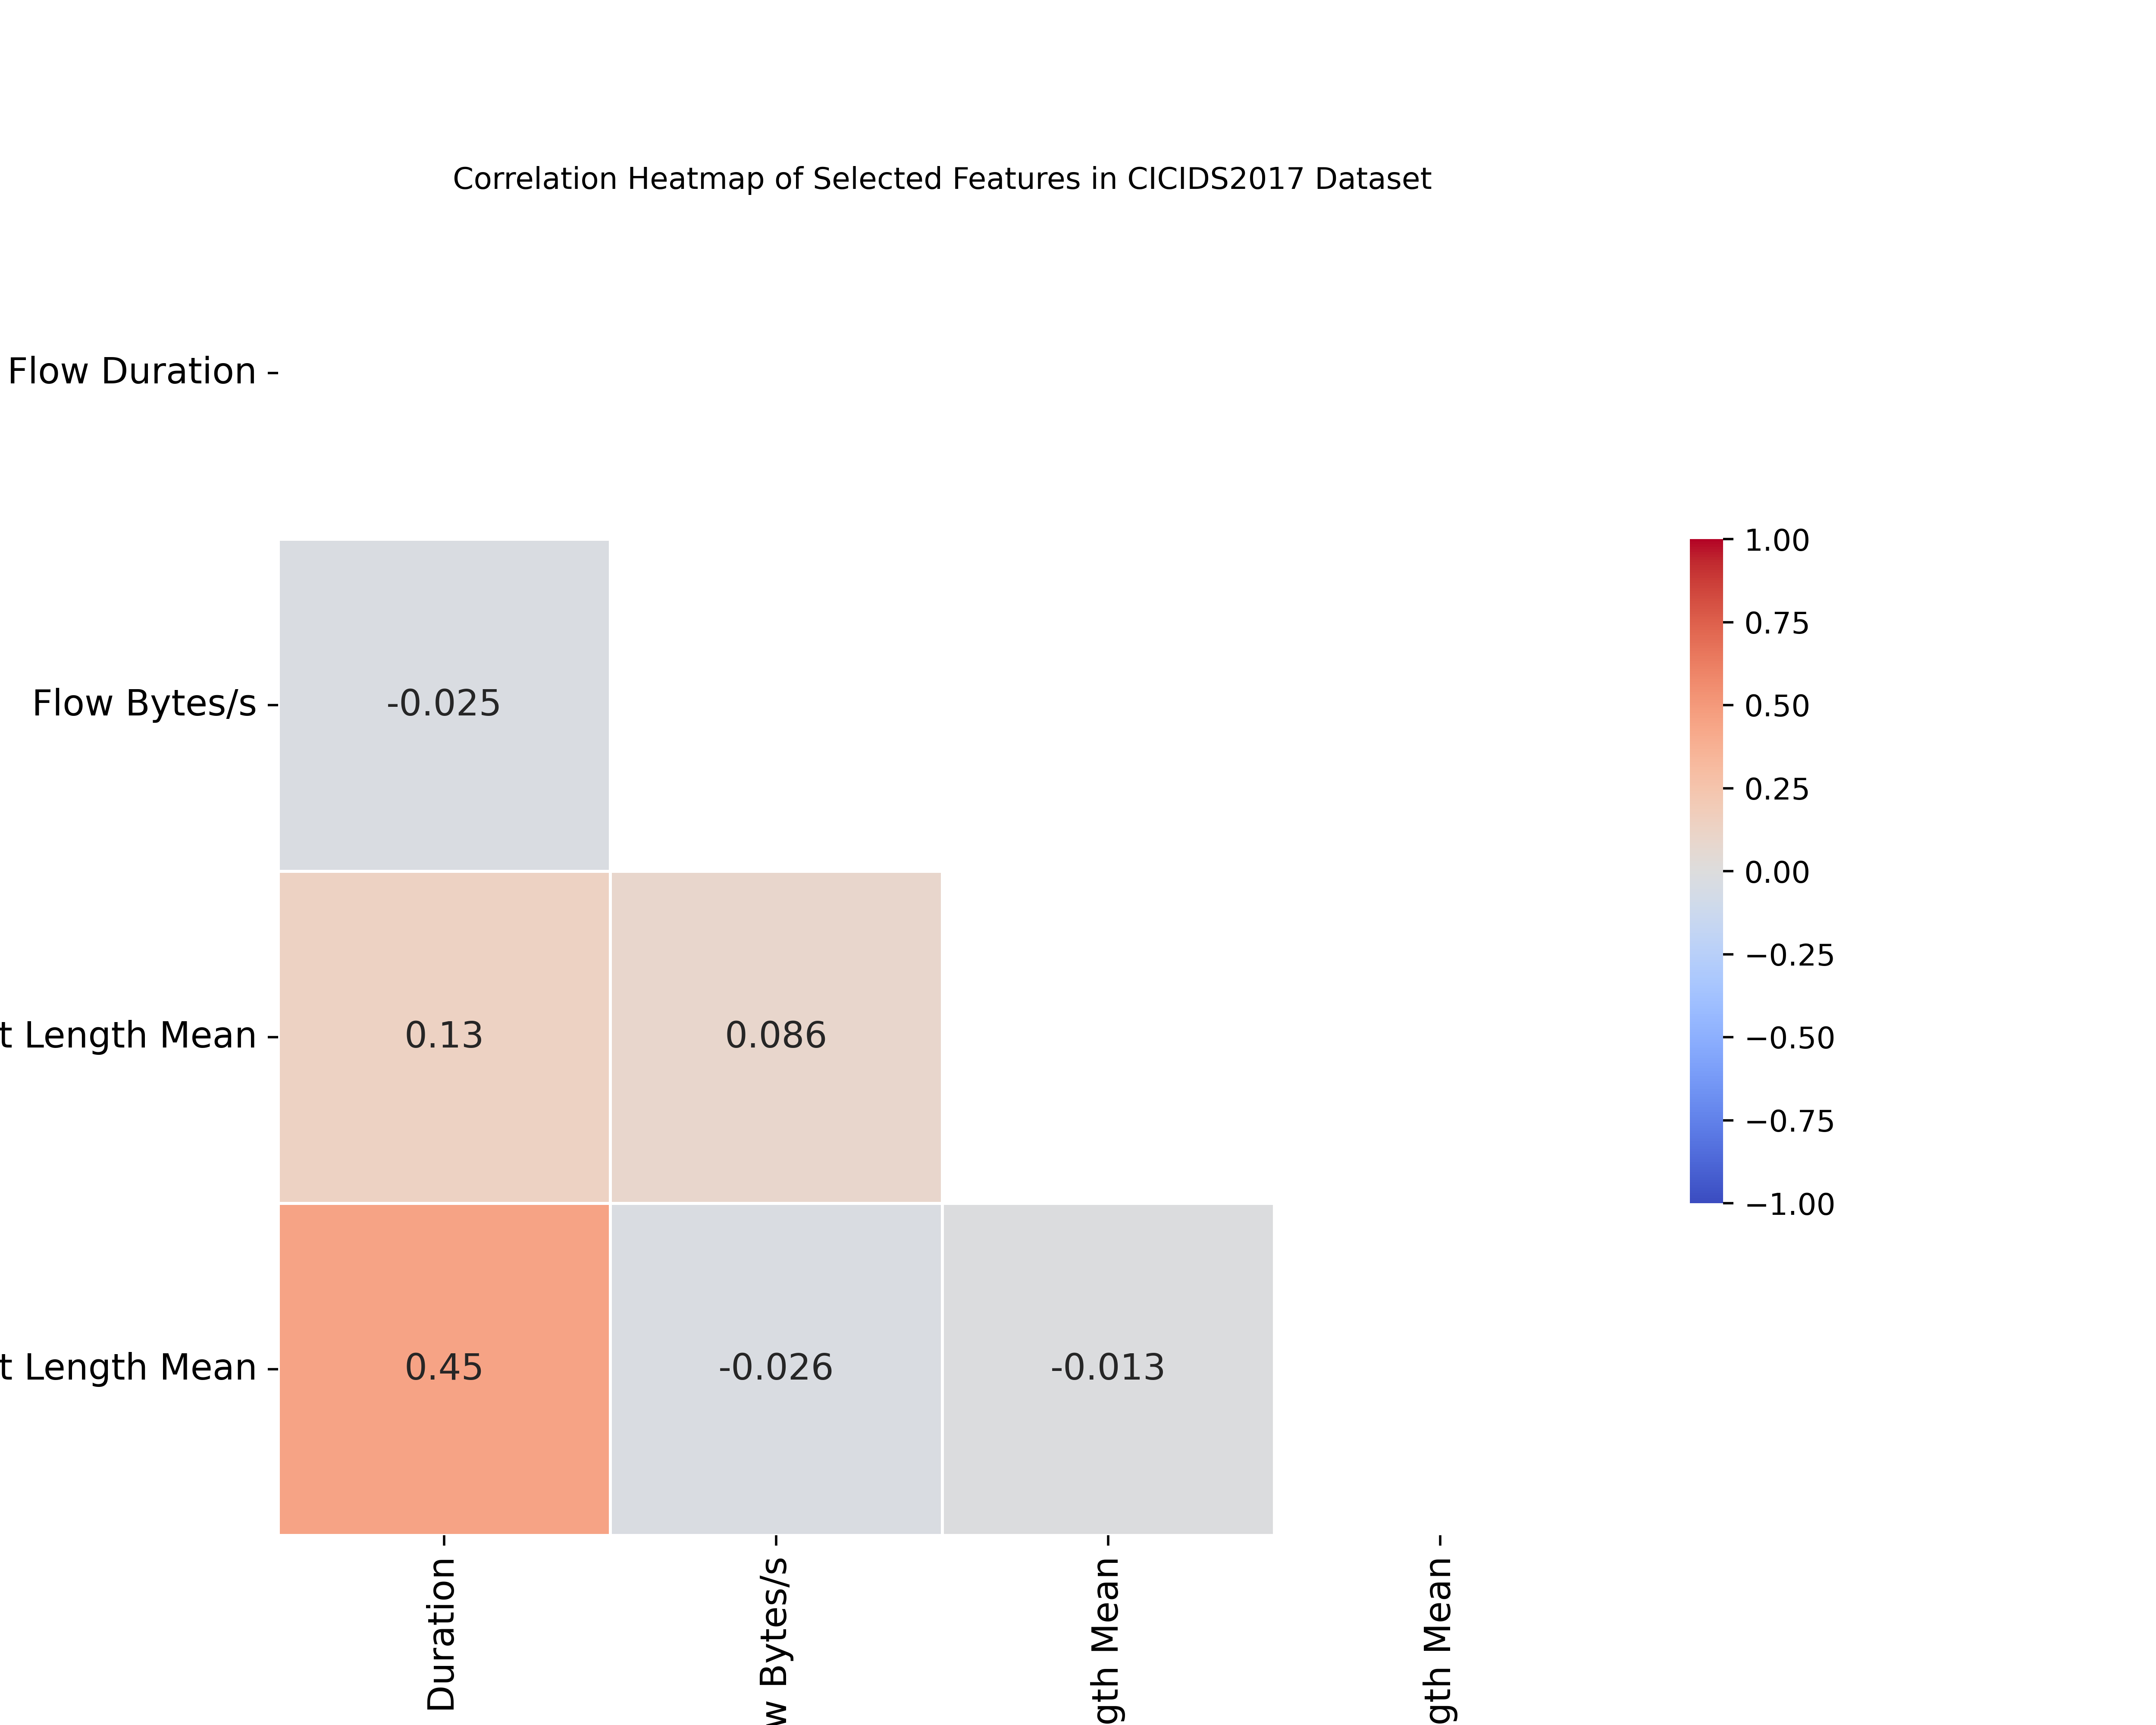 Correlation Heatmap of Selected Features in CICIDS2017 Dataset
Flow Duration
Flow Bytes/s
-0.025
t Length Mean
0.13
0.086
t Length Mean
0.45
-0.026
-0.013
Duration
w Bytes/s
gth Mean
gth Mean
1.00
0.75
0.50
0.25
0.00
−0.25
−0.50
−0.75
−1.00